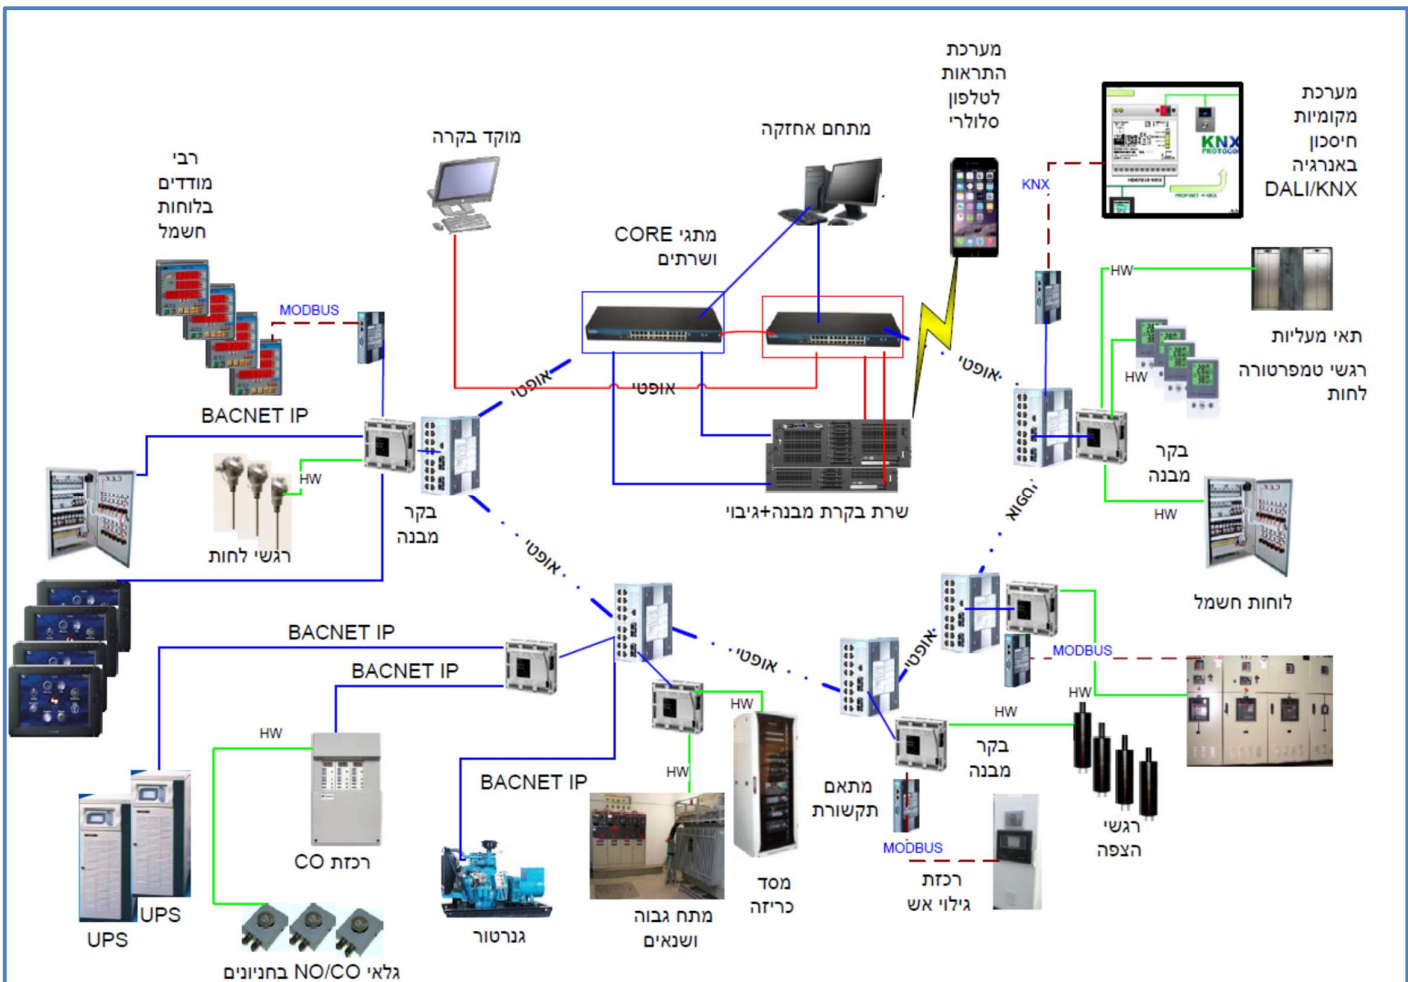 מערכת
התראות
לטלפון
סלולרי
מערכת
מקומיות
חיסכון
באנרגיה
DALI/KNX
KNX
PROTOCOL
מתחם אחזקה
מוקד בקרה
רבי
מודדים
בלוחות
חשמל
KNX
מתגי CORE
ושרתים
HW
MODBUS
תאי מעליות
רגשי טמפרטורה
לחות
HW
אופטי
אופטי
אופטי
BACNET IP
בקר
מבנה
HW
בקר
מבנה
שרת בקרת מבנה+גיבוי
HW
רגשי לחות
אופטי
אופטי
לוחות חשמל
BACNET IP
BACNET IP
אופטי
אופטי
MODBUS
HW
HW
HW
HW
HW
BACNET IP
מתאם
תקשורת
בקר
מבנה
רגשי
הצפה
MODBUS
רכזת CO
רכזת
גילוי אש
מסד
כריזה
UPS
UPS
גנרטור
מתח גבוה
ושנאים
גלאי NO/CO בחניונים